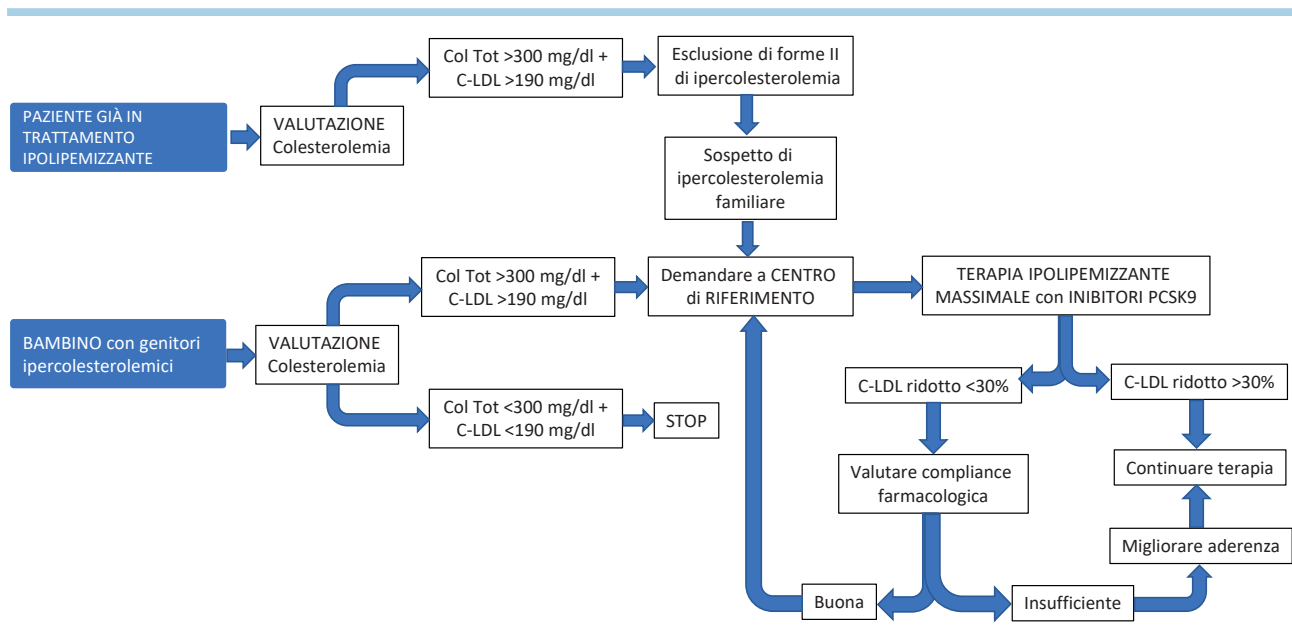 Col Tot >300 mg/dl +
C-LDL >190 mg/dl
Esclusione di forme II
di ipercolesterolemia
PAZIENTE GIÀ IN
TRATTAMENTO
IPOLIPEMIZZANTE
VALUTAZIONE
Colesterolemia
Sospetto di
ipercolesterolemia
familiare
Col Tot >300 mg/dl +
C-LDL >190 mg/dl
Demandare a CENTRO
di RIFERIMENTO
TERAPIA IPOLIPEMIZZANTE
MASSIMALE con INIBITORI PCSK9
BAMBINO con genitori
ipercolesterolemici
VALUTAZIONE
Colesterolemia
C-LDL ridotto <30%
C-LDL ridotto >30%
Col Tot <300 mg/dl +
C-LDL <190 mg/dl
STOP
Valutare compliance
farmacologica
Continuare terapia
Migliorare aderenza
Buona
Insufficiente